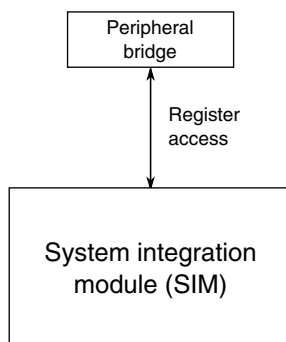 Peripheral
bridge
Register
access
System integration
module (SIM)